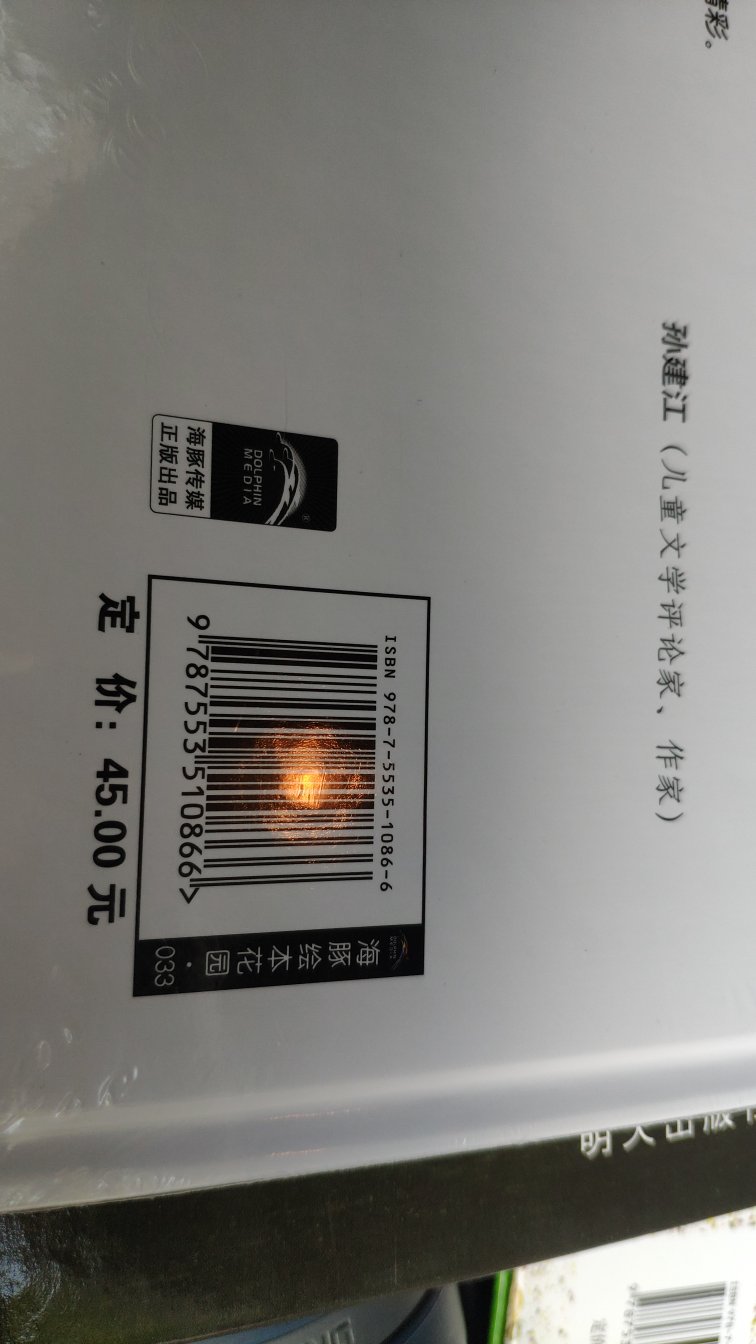 精彩。
孙建江（儿童文学评论家、作家）
DOLPHIN
MEDIA
®
海豚传媒
正版出品
ISBN 978-7-5535-1086-6
9 787553 510866 >
海豚绘本花园·033
定 价: 45.00 元